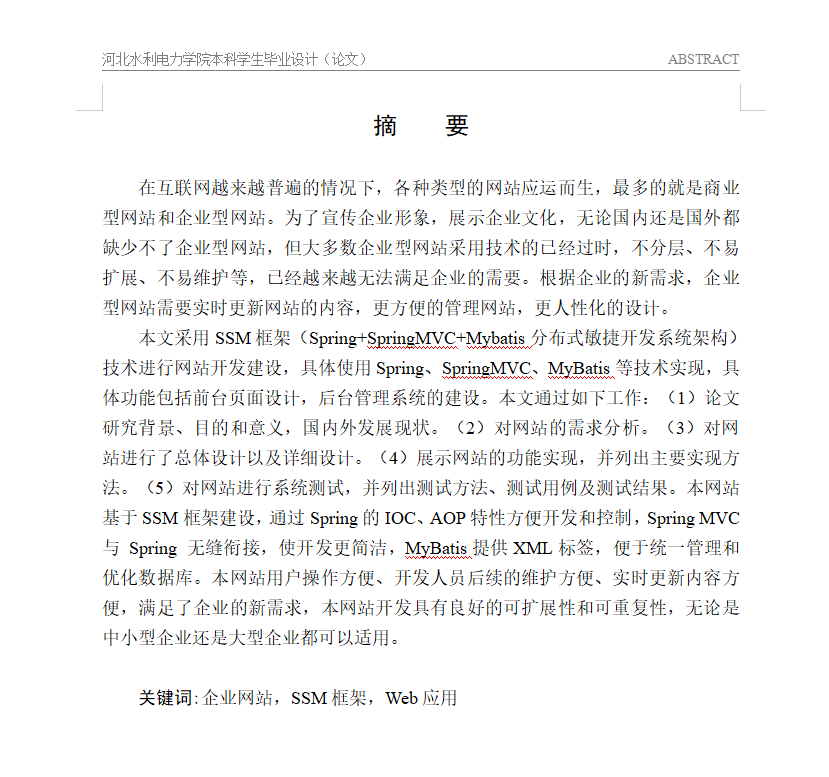 河北水利电力学院本科学生毕业设计（论文） ABSTRACT
摘 要
在互联网越来越普遍的情况下，各种类型的网站应运而生，最多的就是商业
型网站和企业型网站。为了宣传企业形象，展示企业文化，无论国内还是国外都
缺少不了企业型网站，但大多数企业型网站采用技术的已经过时，不分层、不易
扩展、不易维护等，已经越来越无法满足企业的需要。根据企业的新需求，企业
型网站需要实时更新网站的内容，更方便的管理网站，更人性化的设计。
本文采用 SSM 框架（Spring+SpringMVC+Mybatis 分布式敏捷开发系统架构）
技术进行网站开发建设，具体使用 Spring、SpringMVC、MyBatis 等技术实现，具
体功能包括前台页面设计，后台管理系统的建设。本文通过如下工作：（1）论文
研究背景、目的和意义，国内外发展现状。（2）对网站的需求分析。（3）对网
站进行了总体设计以及详细设计。（4）展示网站的功能实现，并列出主要实现方
法。（5）对网站进行系统测试，并列出测试方法、测试用例及测试结果。本网站
基于 SSM 框架建设，通过 Spring 的 IOC、AOP 特性方便开发和控制，Spring MVC
与 Spring 无缝衔接，使开发更简洁，MyBatis 提供 XML 标签，便于统一管理和
优化数据库。本网站用户操作方便、开发人员后续的维护方便、实时更新内容方
便，满足了企业的新需求，本网站开发具有良好的可扩展性和可重复性，无论是
中小型企业还是大型企业都可以适用。
关键词：企业网站，SSM 框架，Web 应用